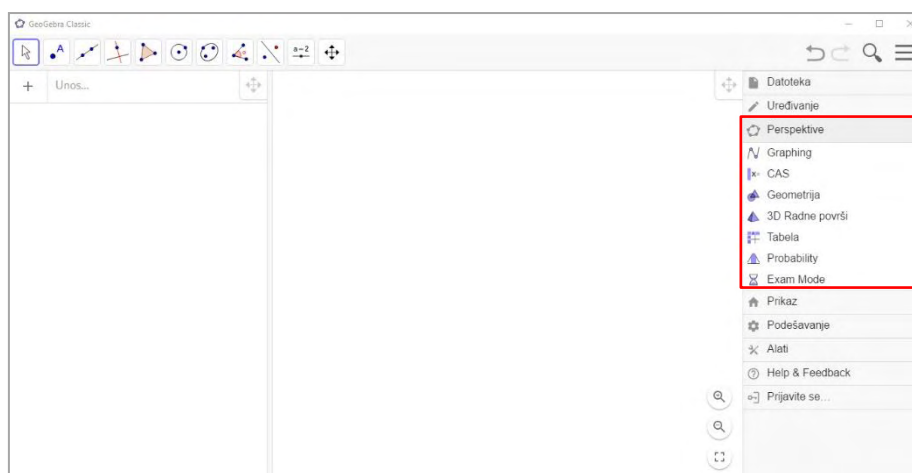 GeoGebra Classic
A
a=2
Unos...
Datoteka
Uređivanje
Perspektive
Graphing
x= CAS
Geometrija
3D Radne površi
Tabela
Probability
Exam Mode
Prikaz
Podešavanje
Alati
Help & Feedback
Prijavite se...